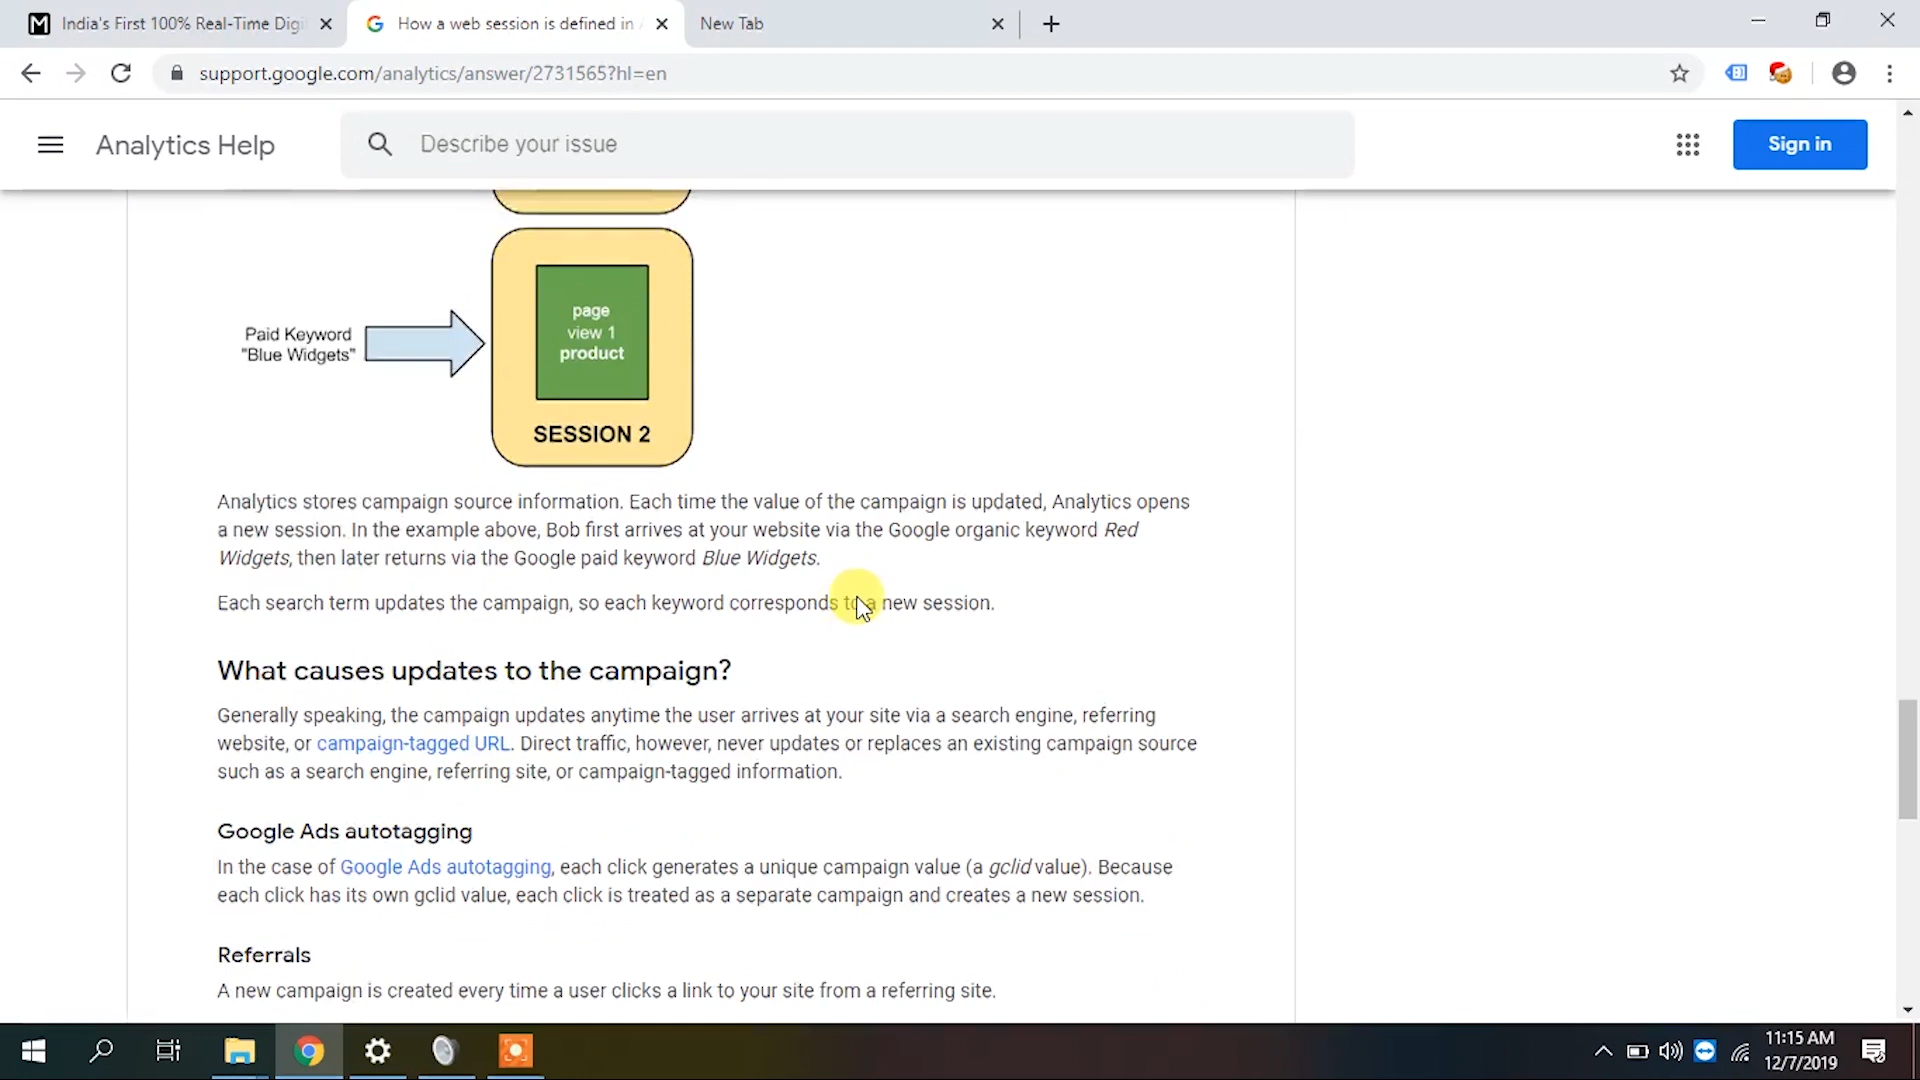 India's First 100% Real-Time Digi
How a web session is defined in
New Tab
support.google.com/analytics/answer/2731565?hl=en
Analytics Help
Describe your issue
Sign in
Paid Keyword
"Blue Widgets"
page
view 1
product
SESSION 2
Analytics stores campaign source information. Each time the value of the campaign is updated, Analytics opens
a new session. In the example above, Bob first arrives at your website via the Google organic keyword Red
Widgets, then later returns via the Google paid keyword Blue Widgets.
Each search term updates the campaign, so each keyword corresponds to a new session.
What causes updates to the campaign?
Generally speaking, the campaign updates anytime the user arrives at your site via a search engine, referring
website, or campaign-tagged URL. Direct traffic, however, never updates or replaces an existing campaign source
such as a search engine, referring site, or campaign-tagged information.
Google Ads autotagging
In the case of Google Ads autotagging, each click generates a unique campaign value (a gclid value). Because
each click has its own gclid value, each click is treated as a separate campaign and creates a new session.
Referrals
A new campaign is created every time a user clicks a link to your site from a referring site.
11:15 AM
12/7/2019